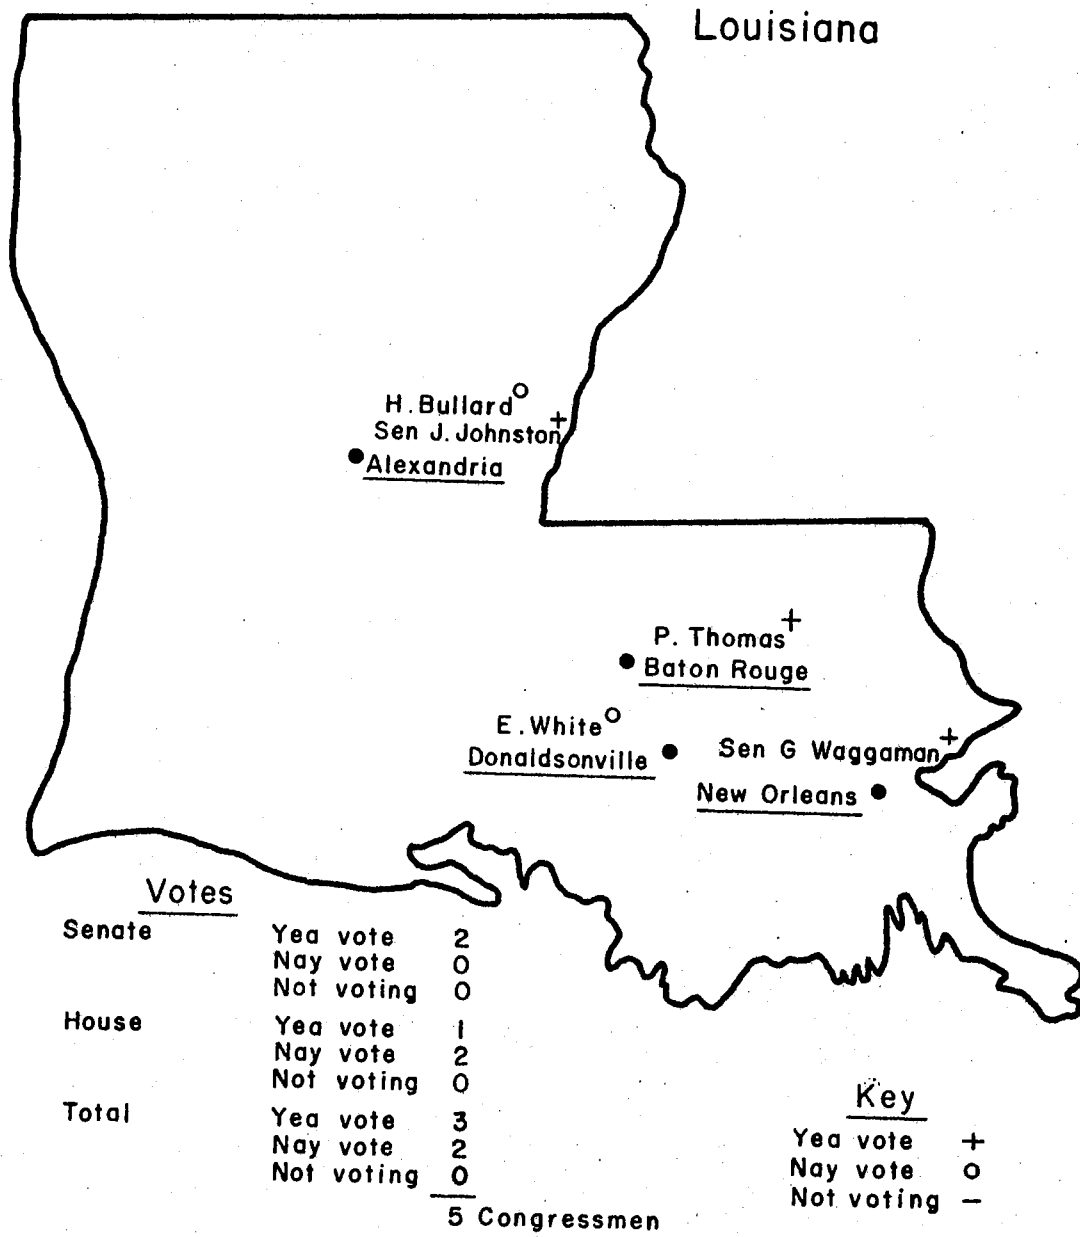 Louisiana
H. Bullard o
Sen J. Johnston +
Alexandria
P. Thomas +
Baton Rouge
E. White o
Donaldsonville
Sen G Waggaman +
New Orleans
Votes
Senate Yea vote 2
Nay vote 0
Not voting 0
House Yea vote 1
Nay vote 2
Not voting 0
Total Yea vote 3
Nay vote 2
Not voting 0
5 Congressmen
Key
Yea vote +
Nay vote o
Not voting –